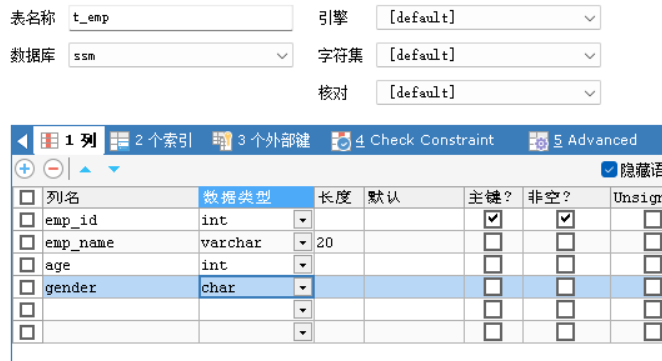 表名称 t_emp 引擎 [default]
数据库 ssm 字符集 [default]
核对 [default]
1 列 2 个索引 3 个外部键 4 Check Constraint 5 Advanced
隐藏语
列名 数据类型 长度 默认 主键? 非空? Unsign
emp_id int
emp_name varchar 20
age int
gender char